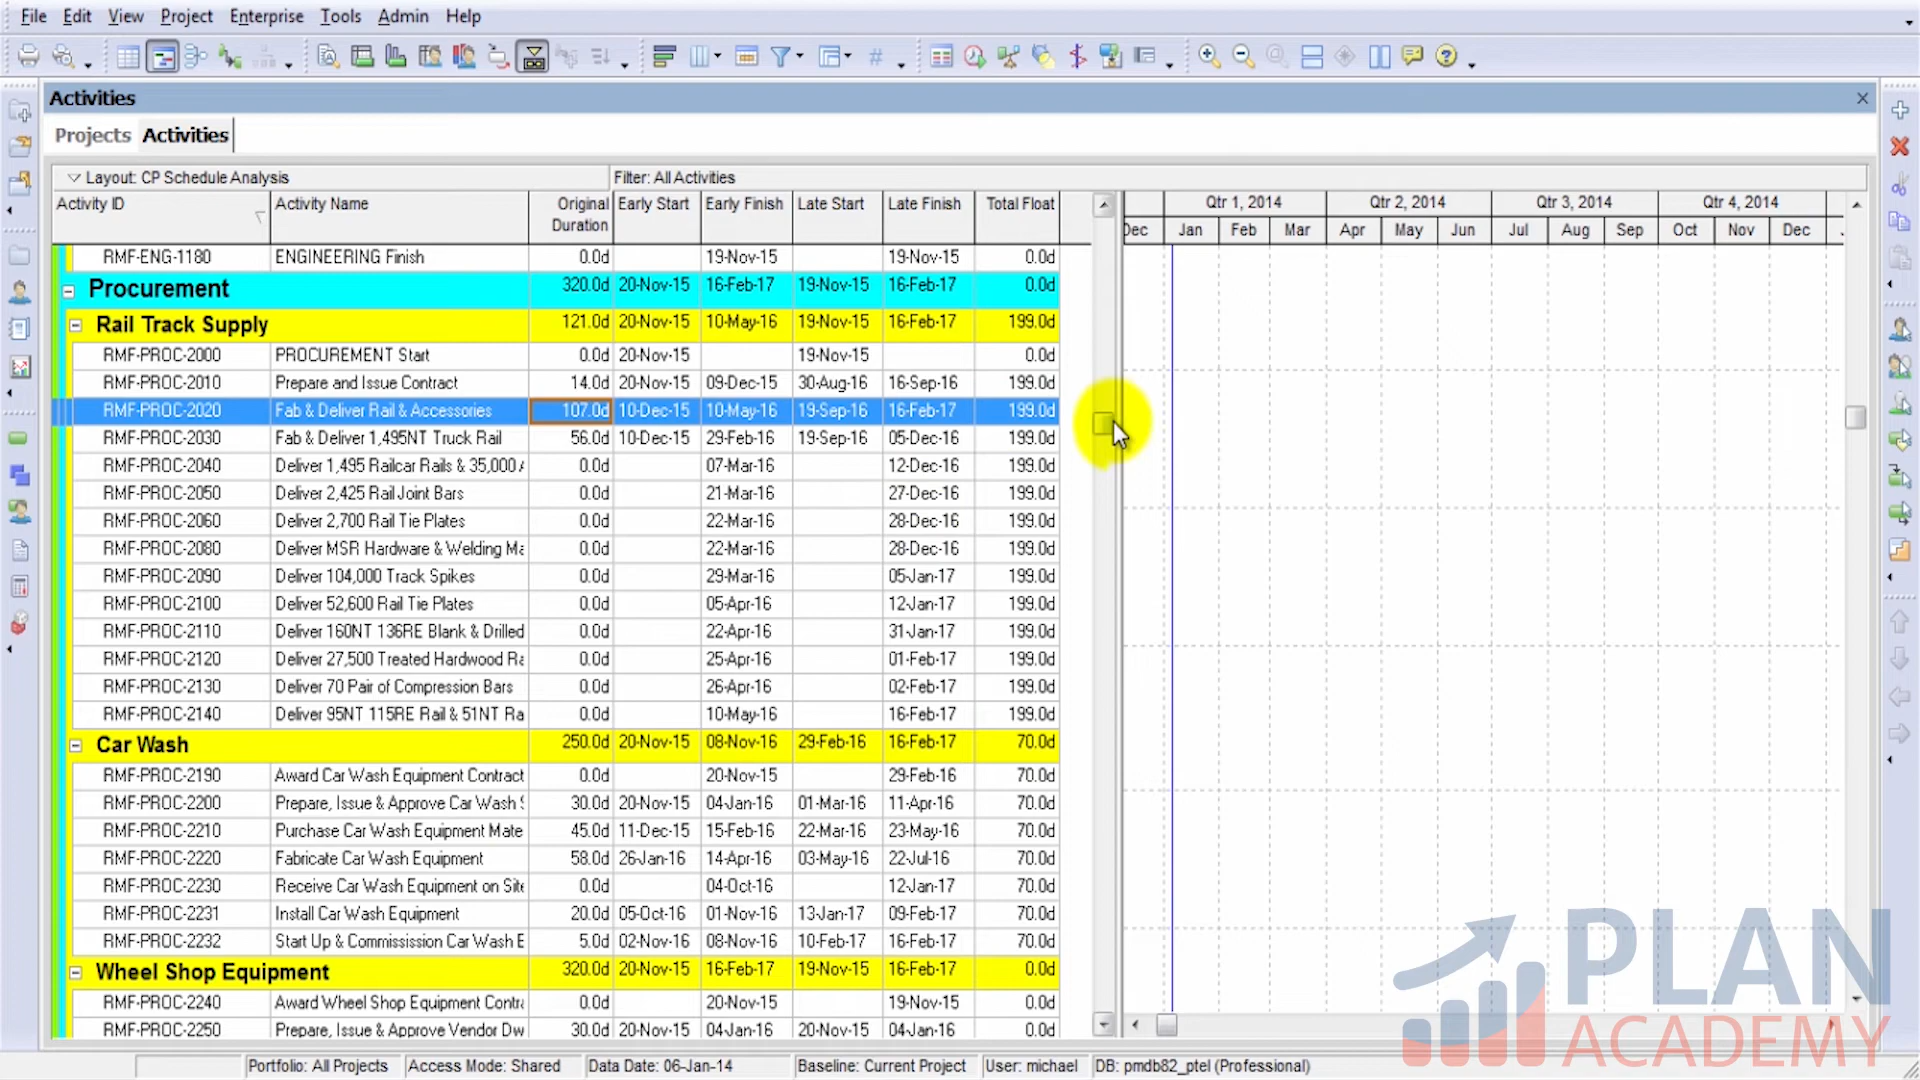 File Edit View Project Enterprise Tools Admin Help
Activities
Projects Activities
Layout: CP Schedule Analysis Filter: All Activities
Activity ID Activity Name Original Duration Early Start Early Finish Late Start Late Finish Total Float
Qtr 1, 2014 Qtr 2, 2014 Qtr 3, 2014 Qtr 4, 2014
Dec Jan Feb Mar Apr May Jun Jul Aug Sep Oct Nov Dec
RMF-ENG-1180 ENGINEERING Finish 0.0d 19-Nov-15 19-Nov-15 0.0d
Procurement 320.0d 20-Nov-15 16-Feb-17 19-Nov-15 16-Feb-17 0.0d
Rail Track Supply 121.0d 20-Nov-15 10-May-16 19-Nov-15 16-Feb-17 199.0d
RMF-PROC-2000 PROCUREMENT Start 0.0d 20-Nov-15 19-Nov-15 0.0d
RMF-PROC-2010 Prepare and Issue Contract 14.0d 20-Nov-15 09-Dec-15 30-Aug-16 16-Sep-16 199.0d
RMF-PROC-2020 Fab & Deliver Rail & Accessories 107.0d 10-Dec-15 10-May-16 19-Sep-16 16-Feb-17 199.0d
RMF-PROC-2030 Fab & Deliver 1,495NT Truck Rail 56.0d 10-Dec-15 29-Feb-16 19-Sep-16 05-Dec-16 199.0d
RMF-PROC-2040 Deliver 1,495 Railcar Rails & 35,000 0.0d 07-Mar-16 12-Dec-16 199.0d
RMF-PROC-2050 Deliver 2,425 Rail Joint Bars 0.0d 21-Mar-16 27-Dec-16 199.0d
RMF-PROC-2060 Deliver 2,700 Rail Tie Plates 0.0d 22-Mar-16 28-Dec-16 199.0d
RMF-PROC-2080 Deliver MSR Hardware & Welding Ma 0.0d 22-Mar-16 28-Dec-16 199.0d
RMF-PROC-2090 Deliver 104,000 Track Spikes 0.0d 29-Mar-16 05-Jan-17 199.0d
RMF-PROC-2100 Deliver 52,600 Rail Tie Plates 0.0d 05-Apr-16 12-Jan-17 199.0d
RMF-PROC-2110 Deliver 160NT 136RE Blank & Drilled 0.0d 22-Apr-16 31-Jan-17 199.0d
RMF-PROC-2120 Deliver 27,500 Treated Hardwood Ra 0.0d 25-Apr-16 01-Feb-17 199.0d
RMF-PROC-2130 Deliver 70 Pair of Compression Bars 0.0d 26-Apr-16 02-Feb-17 199.0d
RMF-PROC-2140 Deliver 95NT 115RE Rail & 51NT Ra 0.0d 10-May-16 16-Feb-17 199.0d
Car Wash 250.0d 20-Nov-15 08-Nov-16 29-Feb-16 16-Feb-17 70.0d
RMF-PROC-2190 Award Car Wash Equipment Contract 0.0d 20-Nov-15 29-Feb-16 70.0d
RMF-PROC-2200 Prepare, Issue & Approve Car Wash S 30.0d 20-Nov-15 04-Jan-16 01-Mar-16 11-Apr-16 70.0d
RMF-PROC-2210 Purchase Car Wash Equipment Mate 45.0d 11-Dec-15 15-Feb-16 22-Mar-16 23-May-16 70.0d
RMF-PROC-2220 Fabricate Car Wash Equipment 58.0d 26-Jan-16 14-Apr-16 03-May-16 22-Jul-16 70.0d
RMF-PROC-2230 Receive Car Wash Equipment on Site 0.0d 04-Oct-16 12-Jan-17 70.0d
RMF-PROC-2231 Install Car Wash Equipment 20.0d 05-Oct-16 01-Nov-16 13-Jan-17 09-Feb-17 70.0d
RMF-PROC-2232 Start Up & Commissission Car Wash E 5.0d 02-Nov-16 08-Nov-16 10-Feb-17 16-Feb-17 70.0d
Wheel Shop Equipment 320.0d 20-Nov-15 16-Feb-17 19-Nov-15 16-Feb-17 0.0d
RMF-PROC-2240 Award Wheel Shop Equipment Contra 0.0d 20-Nov-15 19-Nov-15 0.0d
RMF-PROC-2250 Prepare, Issue & Approve Vendor Dw 30.0d 20-Nov-15 04-Jan-16 20-Nov-15 04-Jan-16 0.0d
PLAN
ACADEMY
Portfolio: All Projects Access Mode: Shared Data Date: 06-Jan-14 Baseline: Current Project User: michael DB: pmdb82_ptel (Professional)